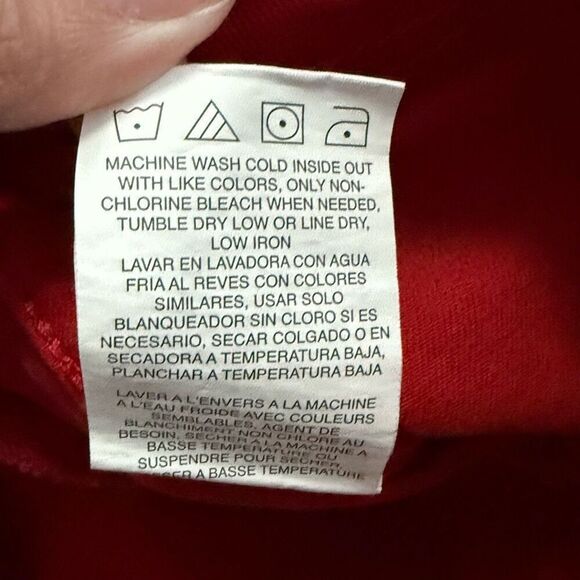 MACHINE WASH COLD INSIDE OUT
WITH LIKE COLORS, ONLY NON-
CHLORINE BLEACH WHEN NEEDED,
TUMBLE DRY LOW OR LINE DRY,
LOW IRON
LAVAR EN LAVADORA CON AGUA
FRIA AL REVES CON COLORES
SIMILARES, USAR SOLO
BLANQUEADOR SIN CLORO SI ES
NECESARIO, SECAR COLGADO O EN
SECADORA A TEMPERATURA BAJA,
PLANCHAR A TEMPERATURA BAJA
LAVER A L'ENVERS A LA MACHINE
A L'EAU FROIDE AVEC COULEURS
SEMBLABLES, AGENT DE
BLANCHIMENT NON CHLORE AU
BESOIN, SECHER A LA MACHINE A
BASSE TEMPERATURE OU
SUSPENDRE POUR SECHER,
A BASSE TEMPERATURE